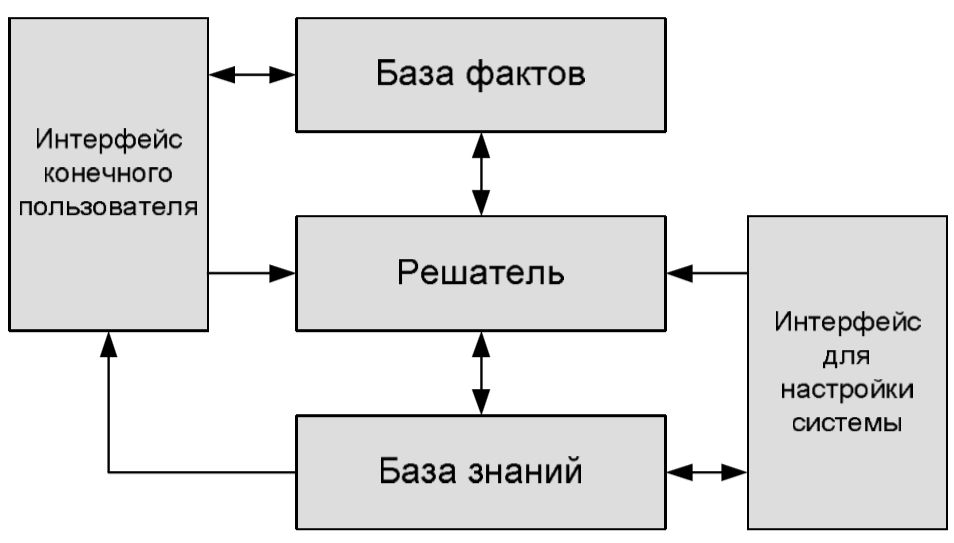 База фактов
Интерфейс
конечного
пользователя
Решатель
Интерфейс
для
настройки
системы
База знаний